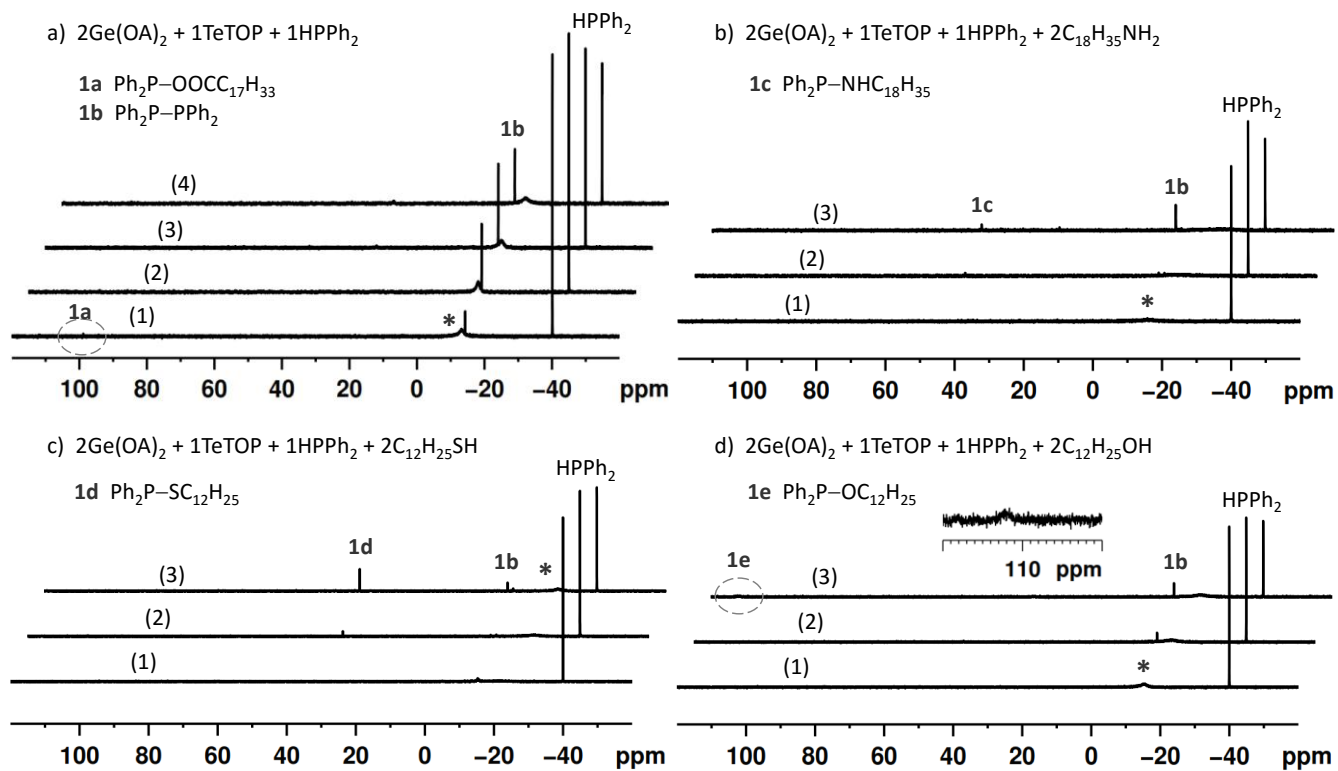 a) 2Ge(OA)₂ + 1TeTOP + 1HPPh₂
1a Ph₂P–OOCC₁₇H₃₃
1b Ph₂P–PPh₂
HPPh₂
1b
(4)
(3)
(2)
1a
(1)
*
100 80 60 40 20 0 −20 −40 ppm
b) 2Ge(OA)₂ + 1TeTOP + 1HPPh₂ + 2C₁₈H₃₅NH₂
1c Ph₂P–NHC₁₈H₃₅
HPPh₂
1c
1b
(3)
(2)
(1)
*
100 80 60 40 20 0 −20 −40 ppm
c) 2Ge(OA)₂ + 1TeTOP + 1HPPh₂ + 2C₁₂H₂₅SH
1d Ph₂P–SC₁₂H₂₅
HPPh₂
1d
1b
*
(3)
(2)
(1)
100 80 60 40 20 0 −20 −40 ppm
d) 2Ge(OA)₂ + 1TeTOP + 1HPPh₂ + 2C₁₂H₂₅OH
1e Ph₂P–OC₁₂H₂₅
HPPh₂
110 ppm
1e
1b
(3)
(2)
(1)
*
100 80 60 40 20 0 −20 −40 ppm